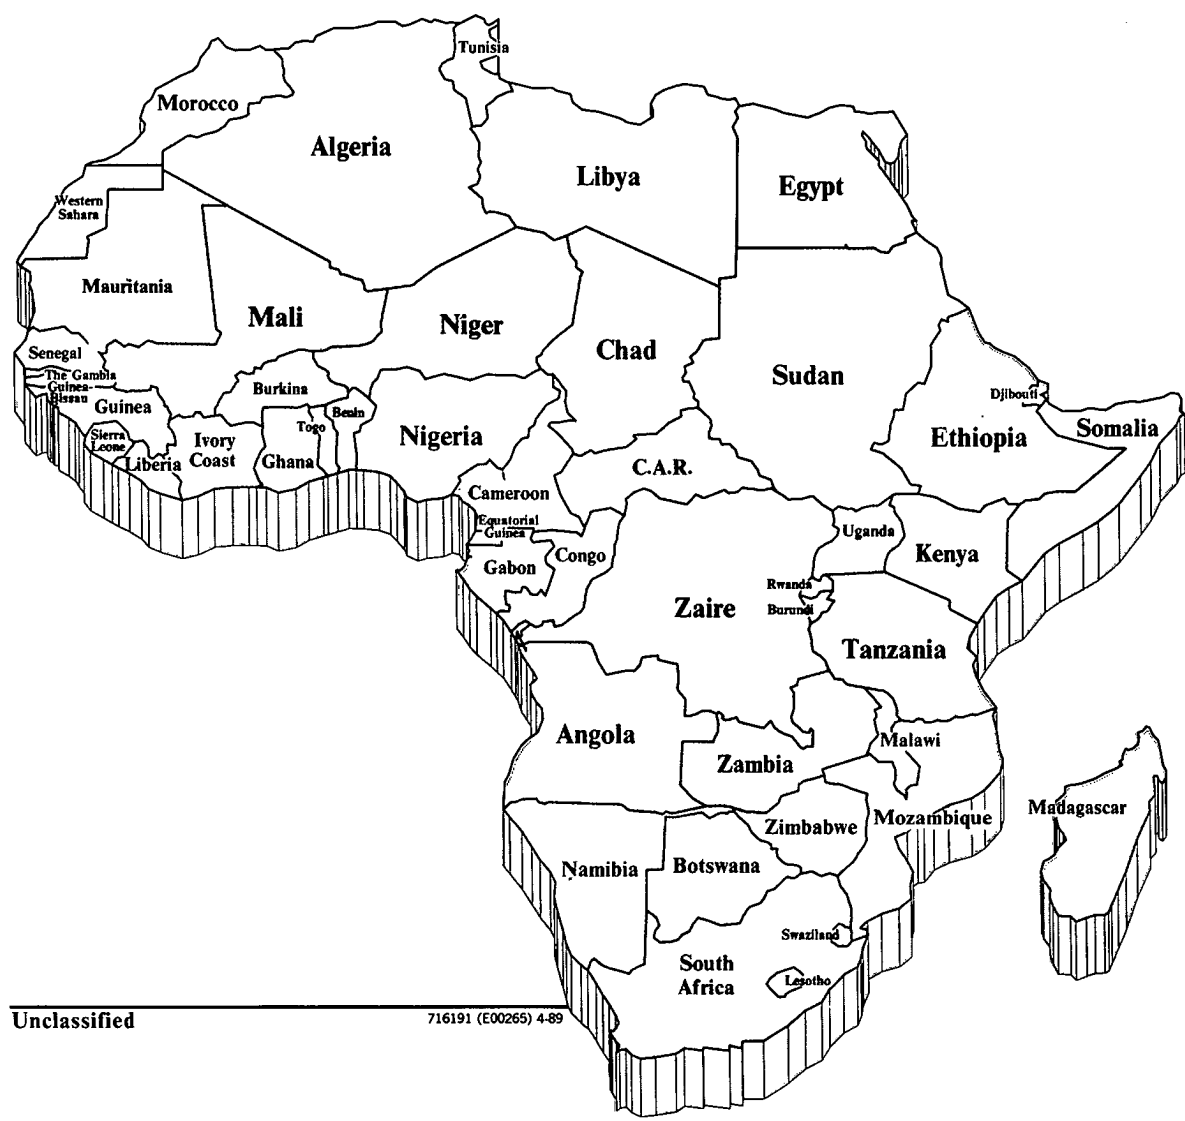 Tunisia
Morocco
Algeria
Libya
Egypt
Western
Sahara
Mauritania
Mali
Niger
Chad
Sudan
Senegal
The Gambia
Guinea-
Bissau
Guinea
Burkina
Benin
Togo
Nigeria
Djibouti
Ethiopia
Somalia
Sierra
Leone
Liberia
Ivory
Coast
Ghana
C.A.R.
Cameroon
Equatorial
Guinea
Gabon
Congo
Uganda
Kenya
Rwanda
Burundi
Zaire
Tanzania
Angola
Zambia
Malawi
Mozambique
Madagascar
Zimbabwe
Namibia
Botswana
Swaziland
South
Africa
Lesotho
Unclassified
716191 (E00265) 4-89